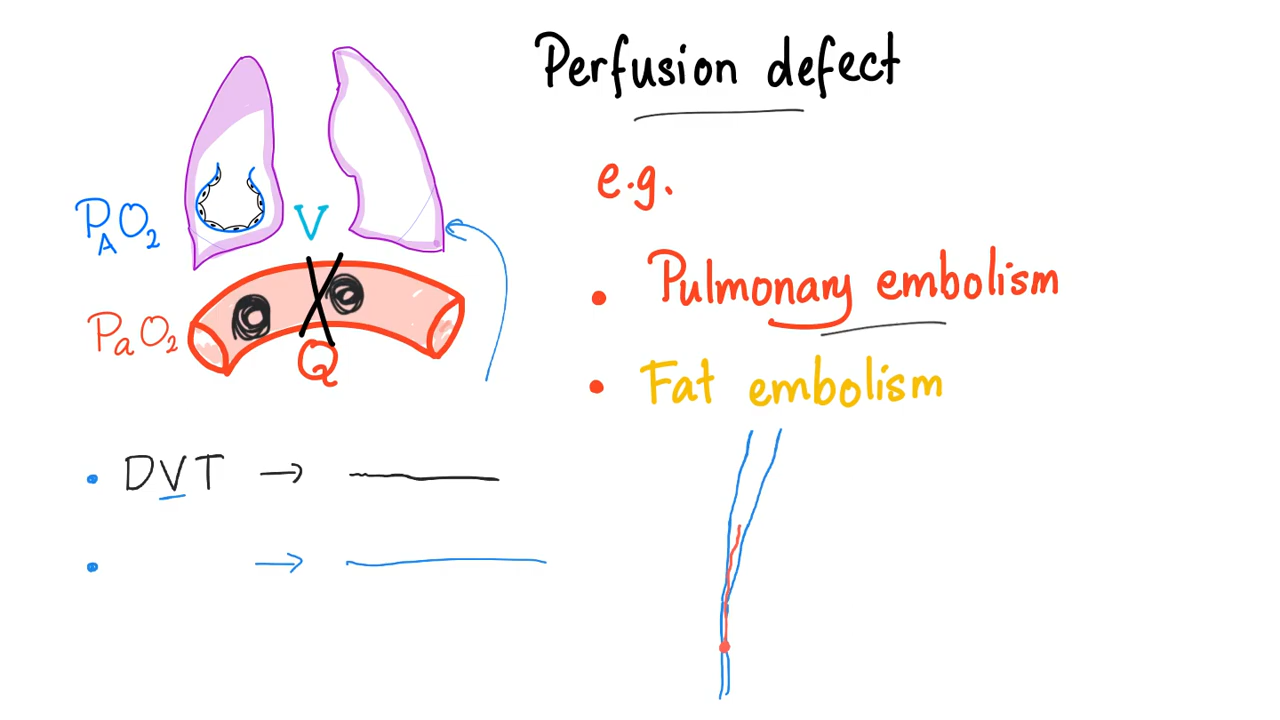 Perfusion defect
e.g.
PAO2
V
Pulmonary embolism
PaO2
Q
Fat embolism
DVT →
→